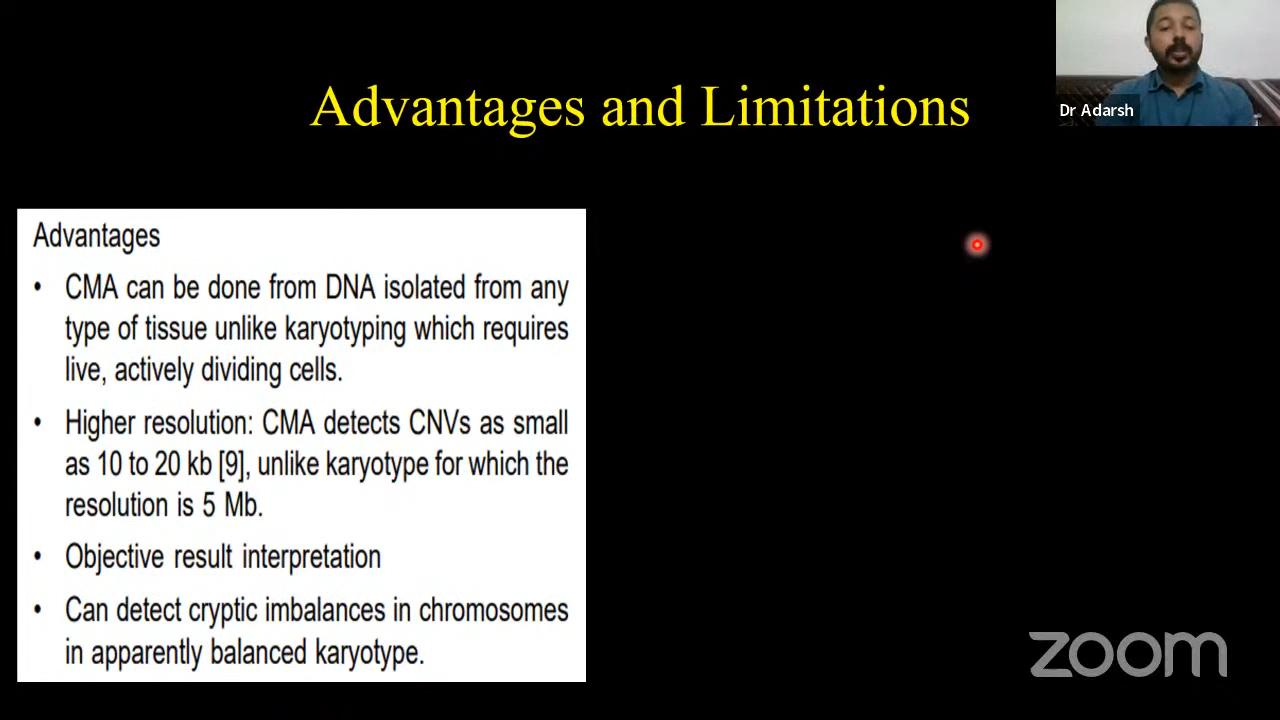 Advantages and Limitations
Dr Adarsh
Advantages
• CMA can be done from DNA isolated from any
type of tissue unlike karyotyping which requires
live, actively dividing cells.
• Higher resolution: CMA detects CNVs as small
as 10 to 20 kb [9], unlike karyotype for which the
resolution is 5 Mb.
• Objective result interpretation
• Can detect cryptic imbalances in chromosomes
in apparently balanced karyotype.
zoom